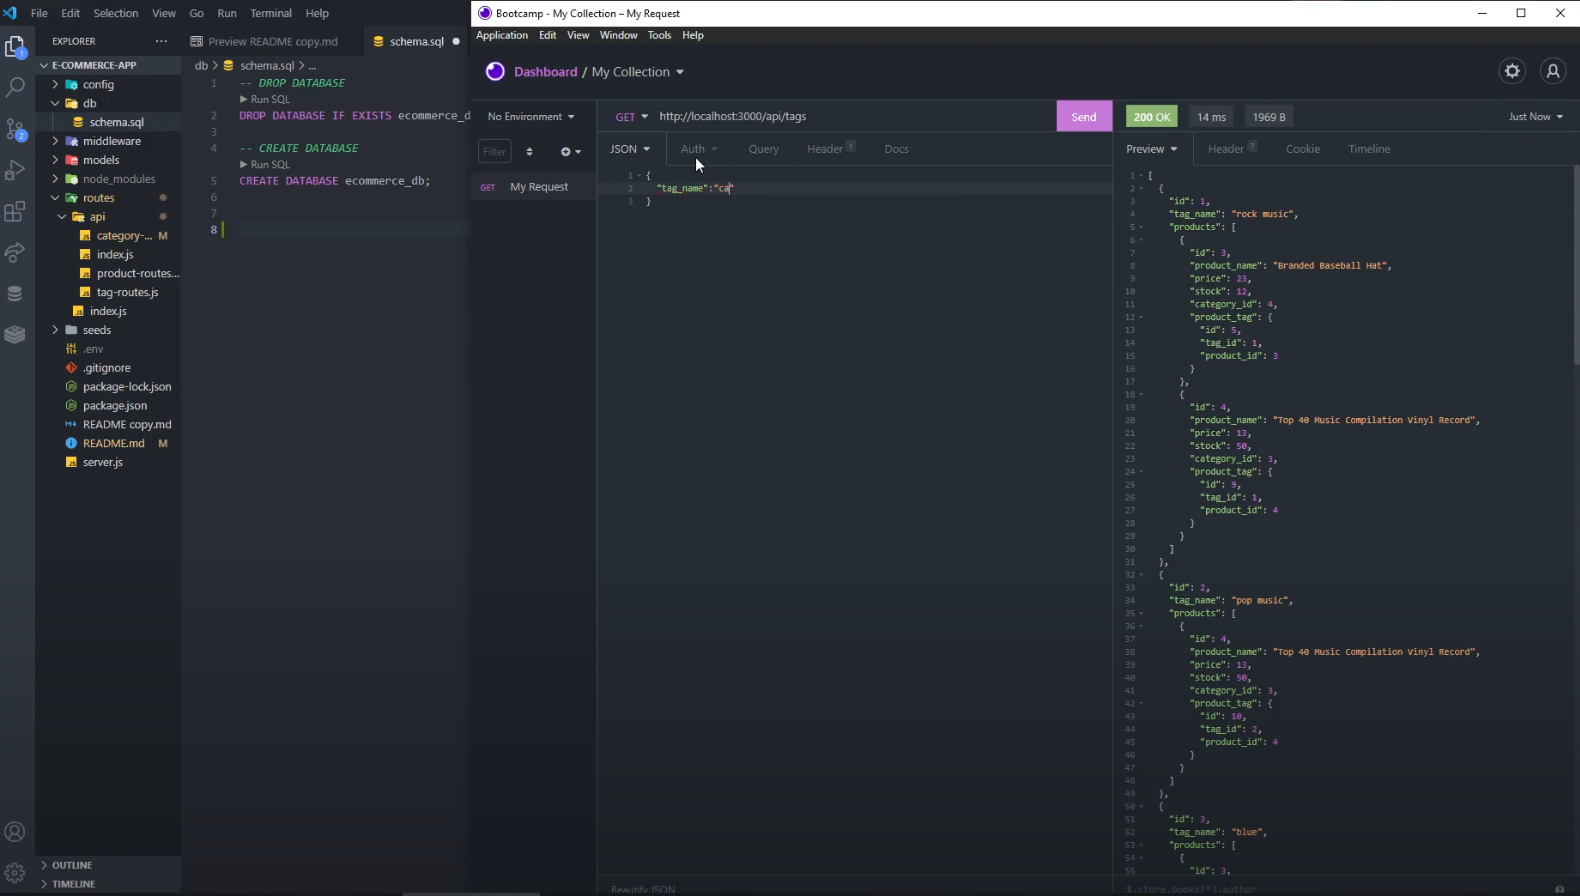 File Edit Selection View Go Run Terminal Help
EXPLORER
1
2
E-COMMERCE-APP
config
db
schema.sql
middleware
models
node_modules
routes
api
category-... M
index.js
product-routes...
tag-routes.js
index.js
seeds
.env
.gitignore
package-lock.json
package.json
README copy.md
README.md M
server.js
OUTLINE
TIMELINE
Preview README copy.md
schema.sql
db > schema.sql > ...
1 -- DROP DATABASE
Run SQL
2 DROP DATABASE IF EXISTS ecommerce_d
3
4 -- CREATE DATABASE
Run SQL
5 CREATE DATABASE ecommerce_db;
6
7
8
Bootcamp - My Collection – My Request
Application Edit View Window Tools Help
Dashboard / My Collection
No Environment
Filter
GET My Request
GET http://localhost:3000/api/tags
Send
JSON Auth Query Header 1 Docs
1 {
2 "tag_name":"ca"
3 }
Beautify JSON
200 OK 14 ms 1969 B Just Now
Preview Header 7 Cookie Timeline
1 [
2 {
3 "id": 1,
4 "tag_name": "rock music",
5 "products": [
6 {
7 "id": 3,
8 "product_name": "Branded Baseball Hat",
9 "price": 23,
10 "stock": 12,
11 "category_id": 4,
12 "product_tag": {
13 "id": 5,
14 "tag_id": 1,
15 "product_id": 3
16 }
17 },
18 {
19 "id": 4,
20 "product_name": "Top 40 Music Compilation Vinyl Record",
21 "price": 13,
22 "stock": 50,
23 "category_id": 3,
24 "product_tag": {
25 "id": 9,
26 "tag_id": 1,
27 "product_id": 4
28 }
29 }
30 ]
31 },
32 {
33 "id": 2,
34 "tag_name": "pop music",
35 "products": [
36 {
37 "id": 4,
38 "product_name": "Top 40 Music Compilation Vinyl Record",
39 "price": 13,
40 "stock": 50,
41 "category_id": 3,
42 "product_tag": {
43 "id": 10,
44 "tag_id": 2,
45 "product_id": 4
46 }
47 }
48 ]
49 },
50 {
51 "id": 3,
52 "tag_name": "blue",
53 "products": [
54 {
55 "id": 3,
$.store.books[*].author